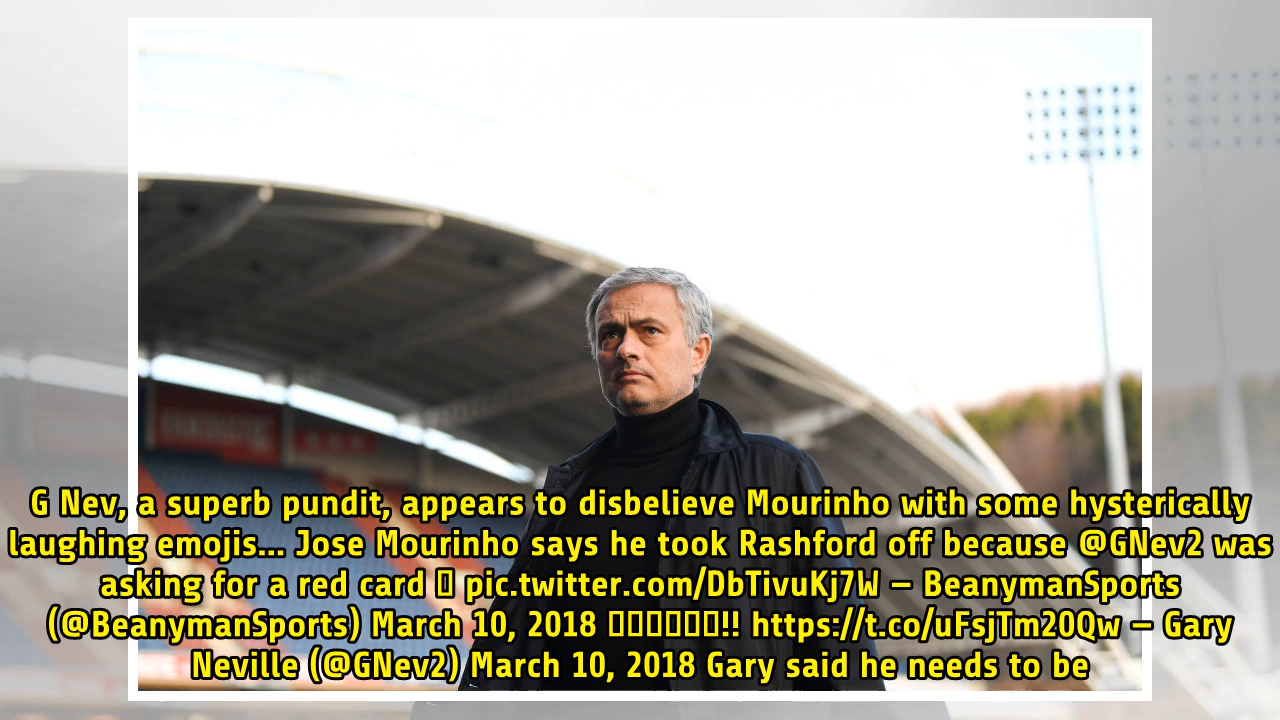 G Nev, a superb pundit, appears to disbelieve Mourinho with some hysterically
laughing emojis... Jose Mourinho says he took Rashford off because @GNev2 was
asking for a red card 􏿮 pic.twitter.com/DbTivuKj7W — BeanymanSports
(@BeanymanSports) March 10, 2018 􏿮􏿮􏿮􏿮􏿮􏿮!! https://t.co/uFsjTm20Qw — Gary
Neville (@GNev2) March 10, 2018 Gary said he needs to be